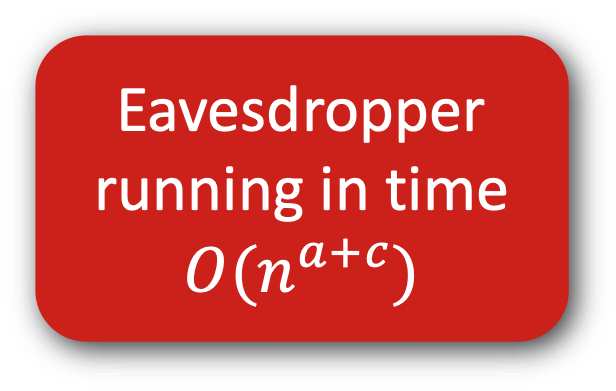 Eavesdropper
running in time
𝑂(𝑛^{𝑎+𝑐})